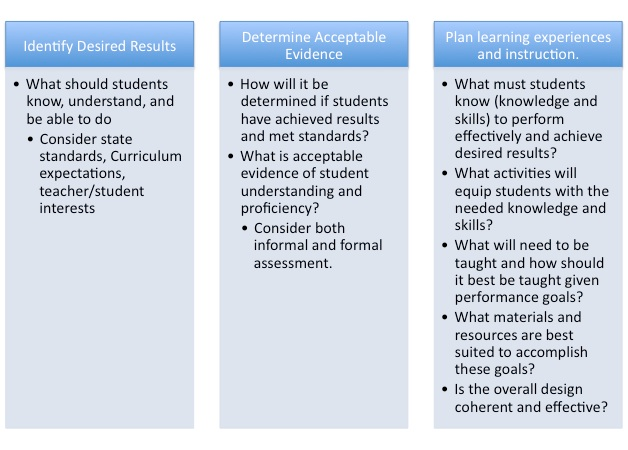 Identify Desired Results
• What should students
know, understand, and
be able to do
• Consider state
standards, Curriculum
expectations,
teacher/student
interests
Determine Acceptable
Evidence
• How will it be
determined if students
have achieved results
and met standards?
• What is acceptable
evidence of student
understanding and
proficiency?
• Consider both
informal and formal
assessment.
Plan learning experiences
and instruction.
• What must students
know (knowledge and
skills) to perform
effectively and achieve
desired results?
• What activities will
equip students with the
needed knowledge and
skills?
• What will need to be
taught and how should
it best be taught given
performance goals?
• What materials and
resources are best
suited to accomplish
these goals?
• Is the overall design
coherent and effective?